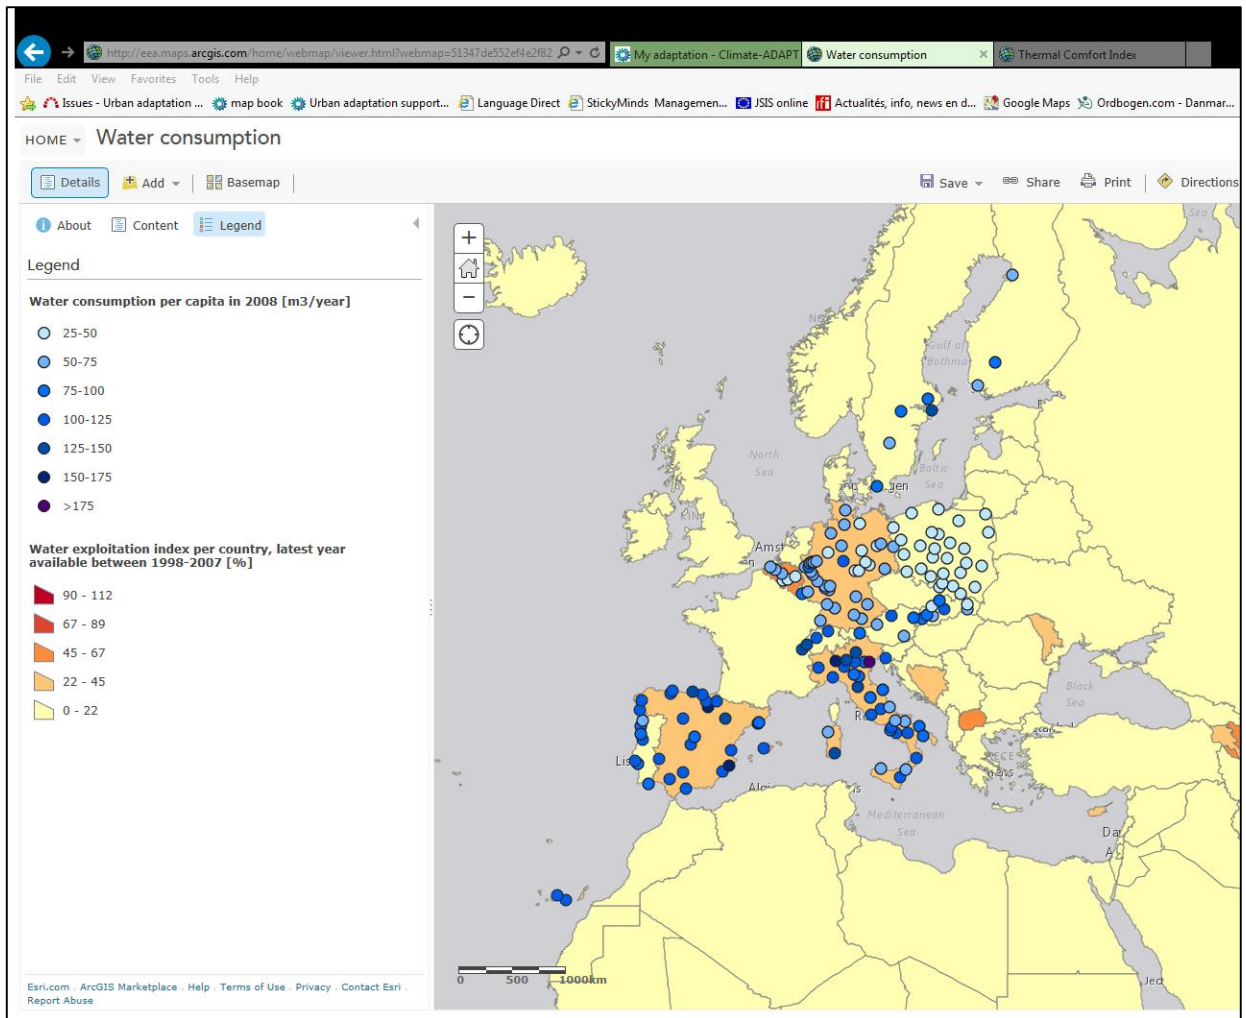 http://eea.maps.arcgis.com/home/webmap/viewer.html?webmap=51347de552ef4e2f82
My adaptation - Climate-ADAPT
Water consumption
Thermal Comfort Index
File Edit View Favorites Tools Help
Issues - Urban adaptation ... map book Urban adaptation support... Language Direct StickyMinds Managemen... JSIS online Actualités, info, news en d... Google Maps Ordbogen.com - Danmar...
HOME Water consumption
Details Add Basemap Save Share Print Directions
About Content Legend
Legend
Water consumption per capita in 2008 [m3/year]
25-50
50-75
75-100
100-125
125-150
150-175
>175
Water exploitation index per country, latest year
available between 1998-2007 [%]
90 - 112
67 - 89
45 - 67
22 - 45
0 - 22
Esri.com . ArcGIS Marketplace . Help . Terms of Use . Privacy . Contact Esri .
Report Abuse
Sea
Gulf of
Bothnia
North
Sea
Baltic
Sea
Amst
Black
Sea
Mediterranean
Sea
0 500 1000km